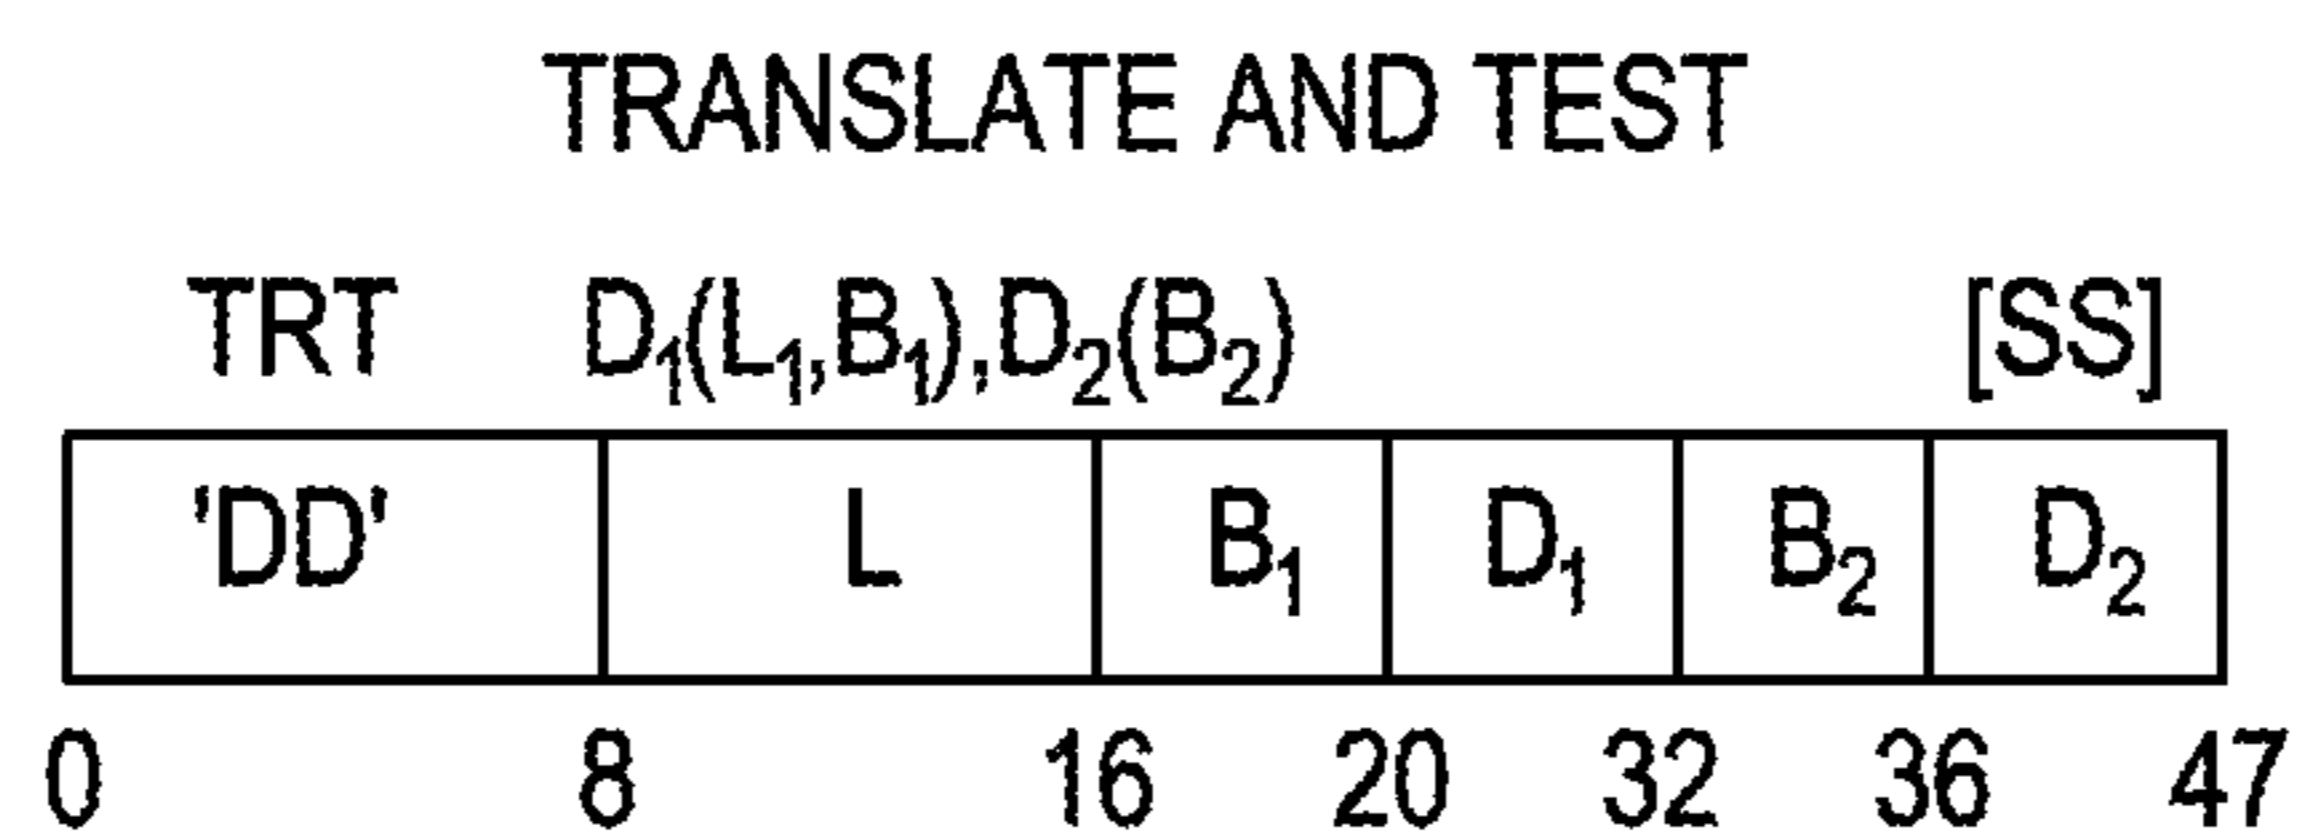 TRANSLATE AND TEST
TRT D₁(L₁,B₁),D₂(B₂) [SS]
'DD' L B₁ D₁ B₂ D₂
0 8 16 20 32 36 47